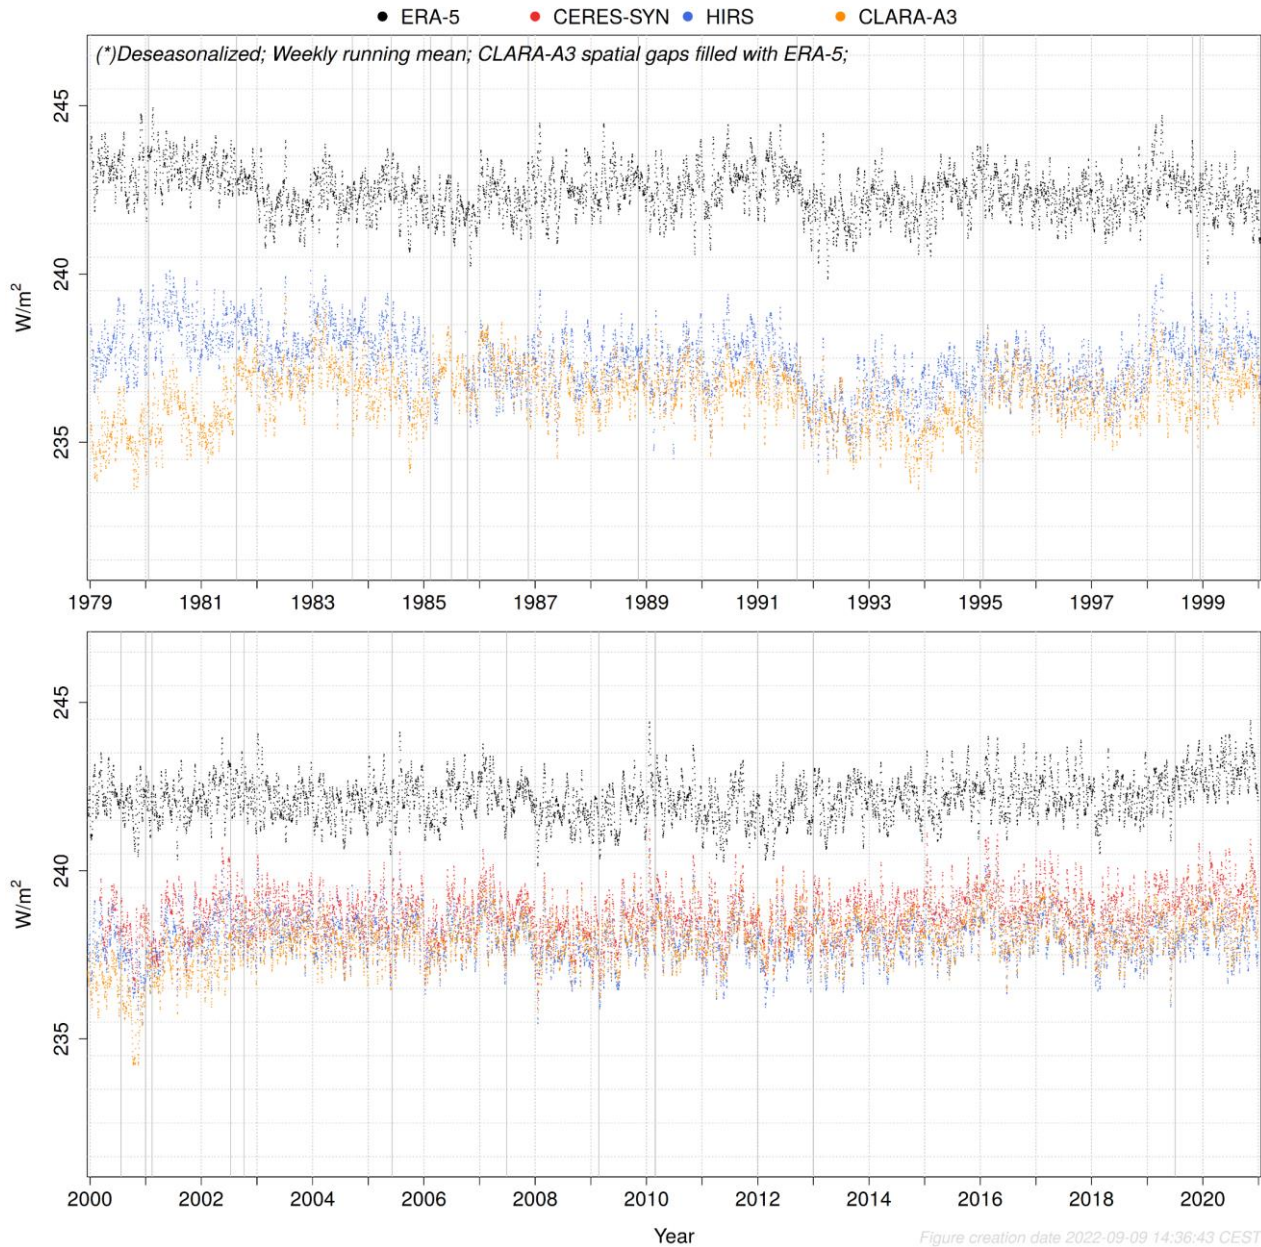 ERA-5 CERES-SYN HIRS CLARA-A3
(*)Deseasonalized; Weekly running mean; CLARA-A3 spatial gaps filled with ERA-5;
245
240
235
W/m²
1979 1981 1983 1985 1987 1989 1991 1993 1995 1997 1999
245
240
235
W/m²
2000 2002 2004 2006 2008 2010 2012 2014 2016 2018 2020
Year
Figure creation date 2022-09-09 14:36:43 CEST